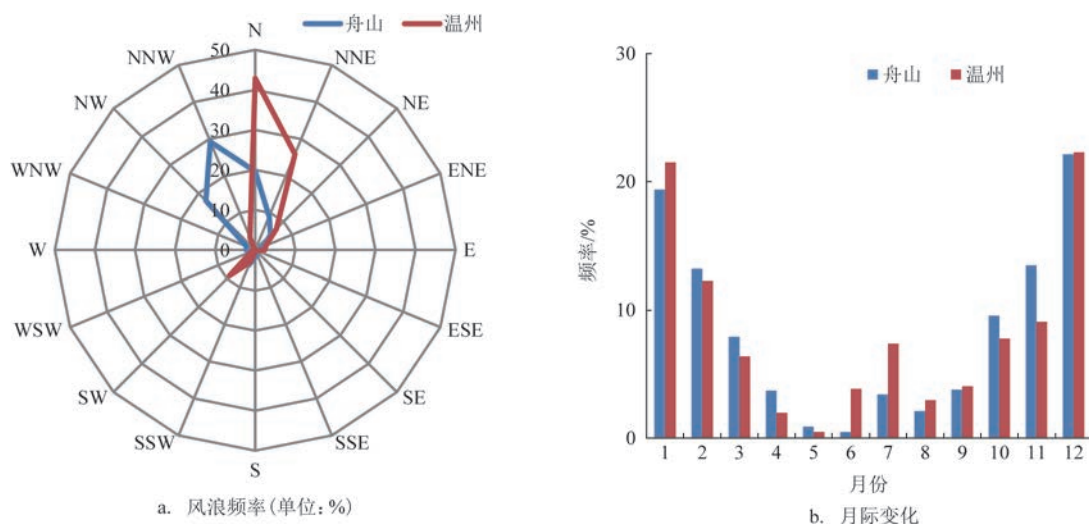 舟山 温州
N
NNE
NE
ENE
E
ESE
SE
SSE
S
SSW
SW
WSW
W
WNW
NW
NNW
50
40
30
20
10
0
a. 风浪频率(单位:%)
舟山 温州
频率/%
30
20
10
0
1 2 3 4 5 6 7 8 9 10 11 12
月份
b. 月际变化